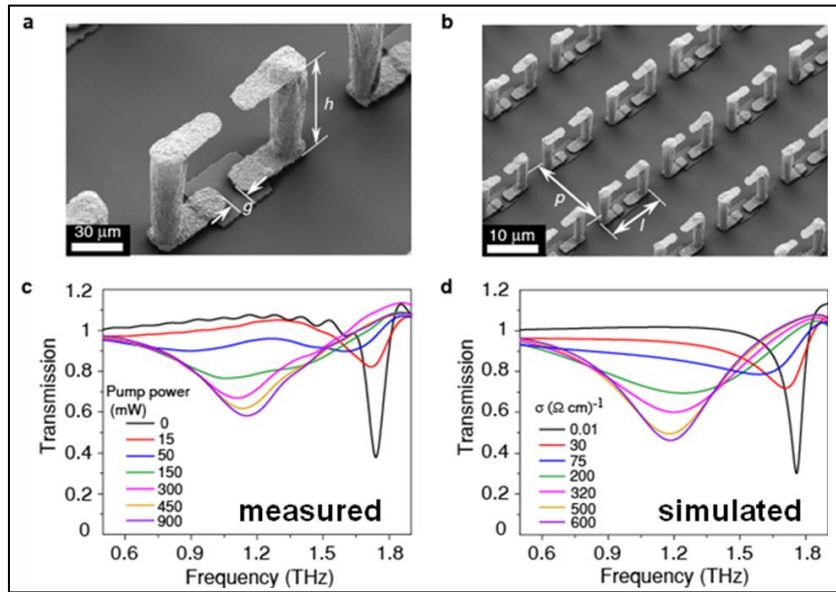 a
h
g
30 μm
b
p
l
10 μm
c
1.2
1
0.8
0.6
0.4
1.2
0
Transmission
Pump power
(mW)
0
15
50
150
300
450
900
measured
0.6
0.9
1.2
1.5
1.8
Frequency (THz)
d
1.2
1
0.8
0.6
0.4
1.2
0
Transmission
σ (Ω cm)⁻¹
0.01
30
75
200
320
500
600
simulated
0.6
0.9
1.2
1.5
1.8
Frequency (THz)